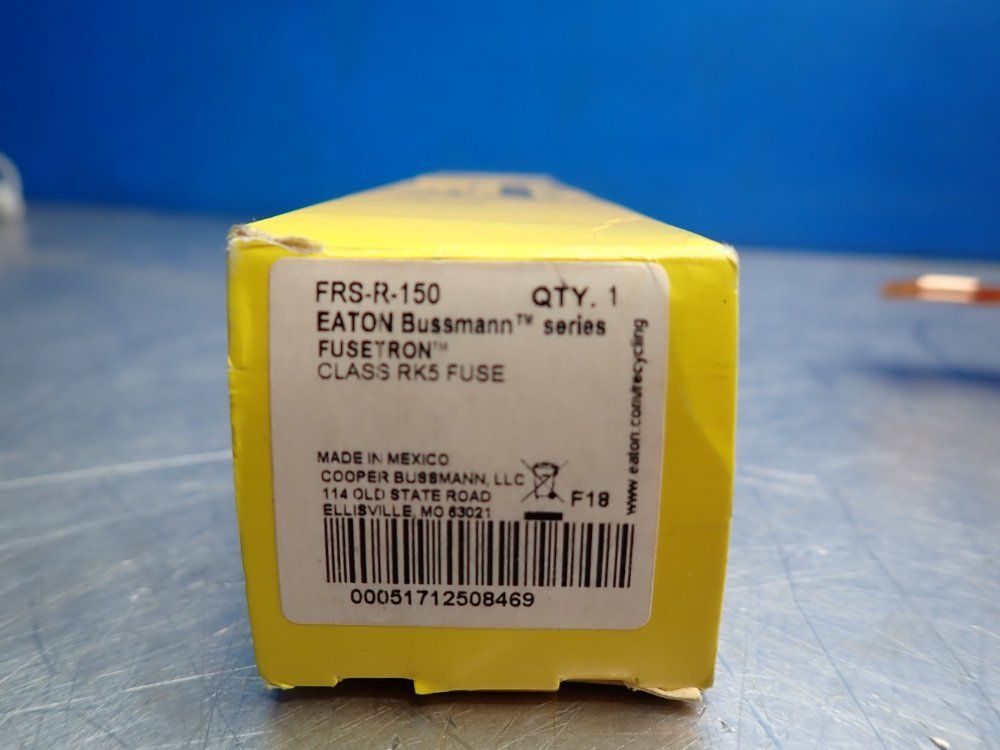 FRS-R-150 QTY. 1
EATON Bussmann™ series
FUSETRON™
CLASS RK5 FUSE
www.eaton.com/recycling
MADE IN MEXICO
COOPER BUSSMANN, LLC
114 OLD STATE ROAD F18
ELLISVILLE, MO 63021
00051712508469